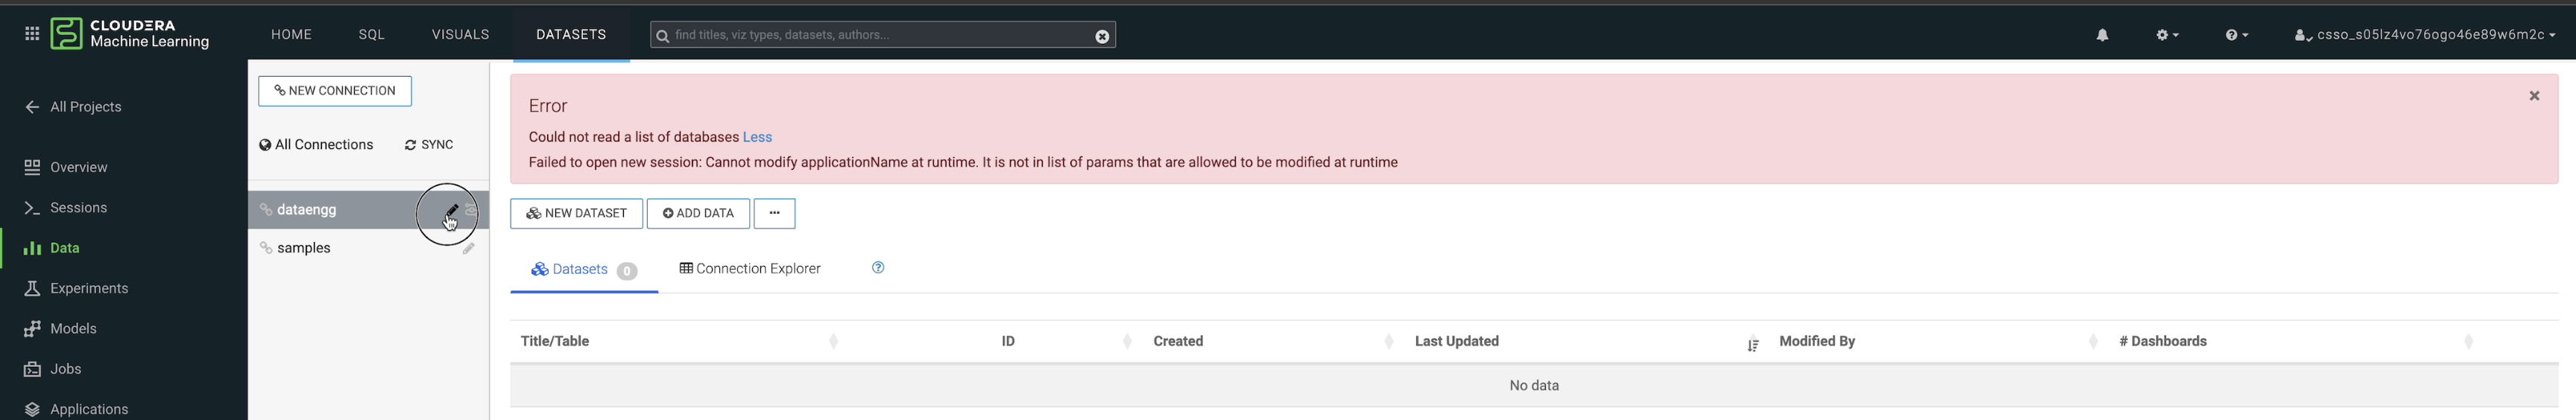 CLOUDERA
Machine Learning
HOME
SQL
VISUALS
DATASETS
find titles, viz types, datasets, authors...
csso_s05lz4vo76ogo46e89w6m2c
All Projects
Overview
Sessions
Data
Experiments
Models
Jobs
Applications
NEW CONNECTION
All Connections
SYNC
dataengg
samples
Error
Could not read a list of databases Less
Failed to open new session: Cannot modify applicationName at runtime. It is not in list of params that are allowed to be modified at runtime
NEW DATASET
ADD DATA
...
Datasets 0
Connection Explorer
Title/Table
ID
Created
Last Updated
Modified By
# Dashboards
No data